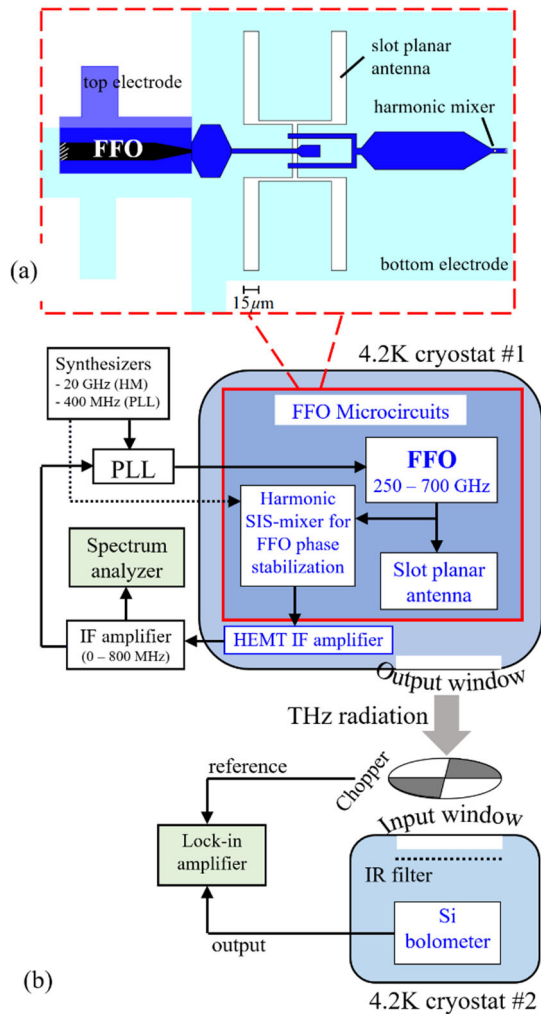 slot planar
antenna
top electrode
harmonic mixer
FFO
(a)
bottom electrode
15 µm
4.2K cryostat #1
Synthesizers
- 20 GHz (HM)
- 400 MHz (PLL)
FFO Microcircuits
PLL
FFO
250 – 700 GHz
Harmonic
SIS-mixer for
FFO phase
stabilization
Spectrum
analyzer
Slot planar
antenna
IF amplifier
(0 – 800 MHz)
HEMT IF amplifier
Output window
THz radiation
reference
Chopper
Input window
Lock-in
amplifier
IR filter
Si
bolometer
output
(b)
4.2K cryostat #2